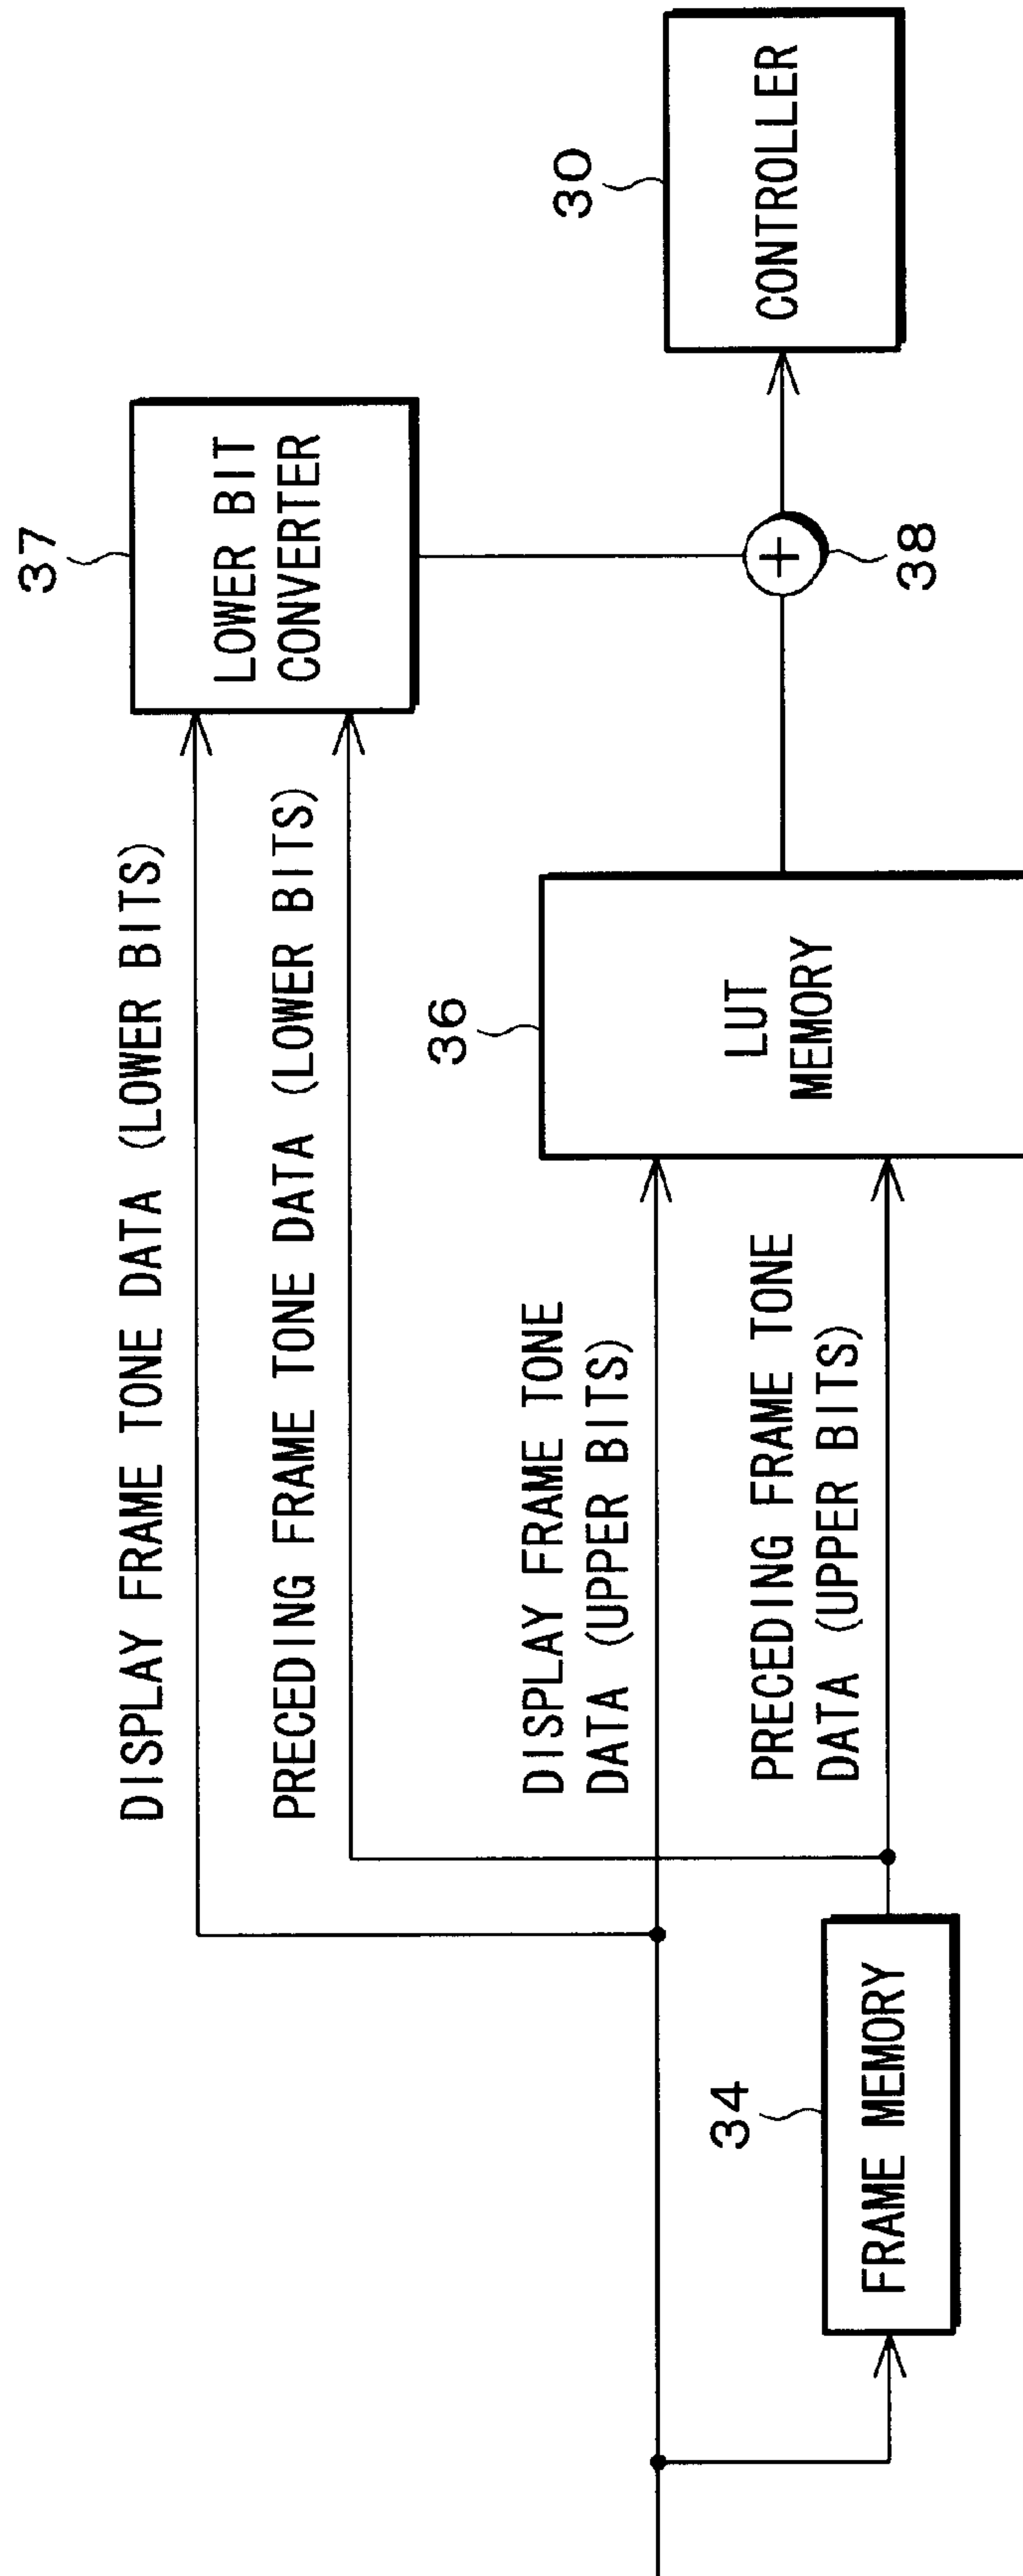 DISPLAY FRAME TONE DATA (LOWER BITS)
PRECEDING FRAME TONE DATA (LOWER BITS)
37
LOWER BIT
CONVERTER
DISPLAY FRAME TONE
DATA (UPPER BITS)
PRECEDING FRAME TONE
DATA (UPPER BITS)
36
LUT
MEMORY
34
FRAME MEMORY
+
38
30
CONTROLLER